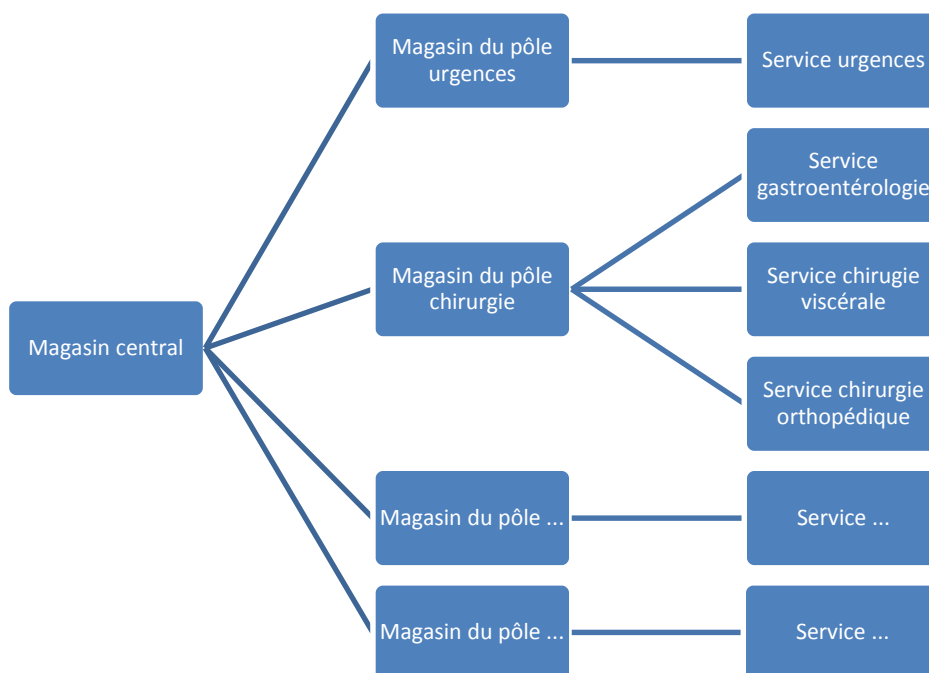 Magasin du pôle
urgences
Service urgences
Service
gastroentérologie
Magasin du pôle
chirurgie
Service chirugie
viscérale
Magasin central
Service chirurgie
orthopédique
Magasin du pôle ...
Service ...
Magasin du pôle ...
Service ...